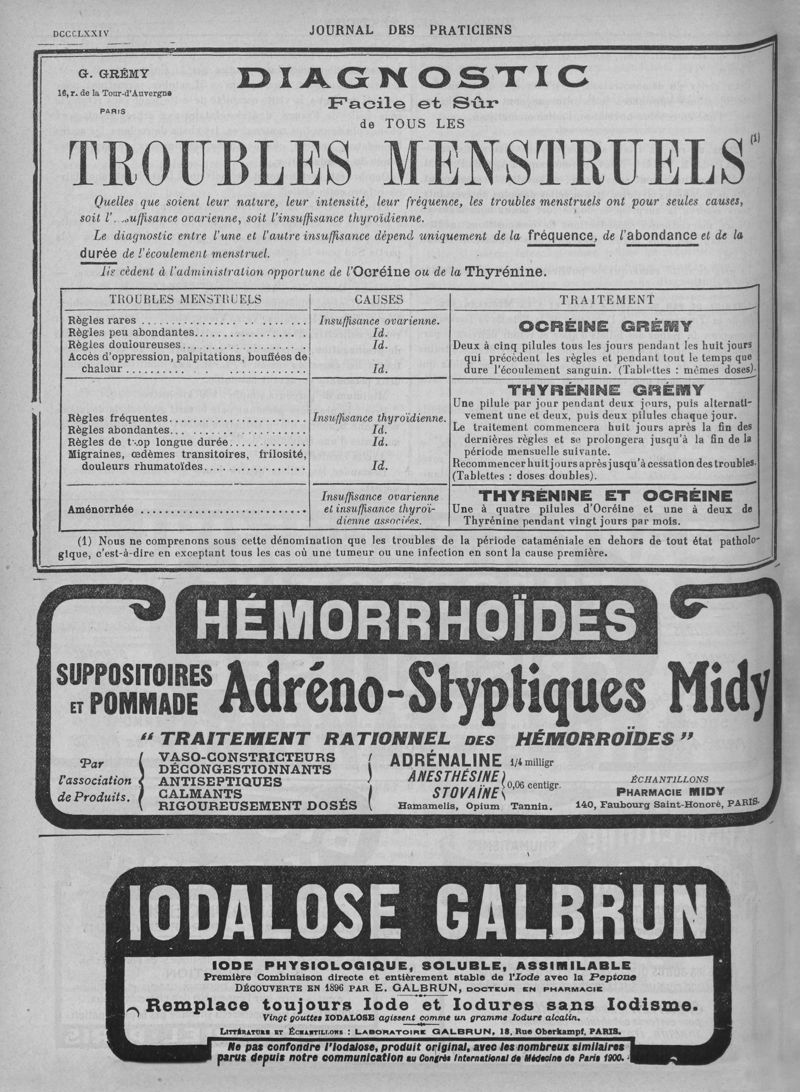 DCCCLXXIV
JOURNAL DES PRATICIENS
G. GRÉMY
16, r. de la Tour-d'Auvergne
PARIS
DIAGNOSTIC
Facile et Sûr
de TOUS LES
TROUBLES MENSTRUELS (1)
Quelles que soient leur nature, leur intensité, leur fréquence, les troubles menstruels ont pour seules causes,
soit l'...uffisance ovarienne, soit l'insuffisance thyroïdienne.
Le diagnostic entre l'une et l'autre insuffisance dépend uniquement de la fréquence, de l'abondance et de la
durée de l'écoulement menstruel.
Ils cèdent à l'administration opportune de l'Ocréine ou de la Thyrénine.
TROUBLES MENSTRUELS
CAUSES
TRAITEMENT
Règles rares
Insuffisance ovarienne.
Règles peu abondantes
Id.
Règles douloureuses
Id.
Accès d'oppression, palpitations, bouffées de
chaleur
Id.
OCRÉINE GRÉMY
Deux à cinq pilules tous les jours pendant les huit jours
qui précèdent les règles et pendant tout le temps que
dure l'écoulement sanguin. (Tablettes : mêmes doses).
Règles fréquentes
Insuffisance thyroïdienne.
Règles abondantes
Id.
Règles de trop longue durée
Id.
Migraines, œdèmes transitoires, frilosité,
douleurs rhumatoïdes
Id.
THYRÉNINE GRÉMY
Une pilule par jour pendant deux jours, puis alternati-
vement une et deux, puis deux pilules chaque jour.
Le traitement commencera huit jours après la fin des
dernières règles et se prolongera jusqu'à la fin de la
période mensuelle suivante.
Recommencer huit jours après jusqu'à cessation des troubles.
(Tablettes : doses doubles).
Aménorrhée
Insuffisance ovarienne
et insuffisance thyroï-
dienne associées.
THYRÉNINE ET OCRÉINE
Une à quatre pilules d'Ocréine et une à deux de
Thyrénine pendant vingt jours par mois.
(1) Nous ne comprenons sous cette dénomination que les troubles de la période cataméniale en dehors de tout état patholo-
gique, c'est-à-dire en exceptant tous les cas où une tumeur ou une infection en sont la cause première.
HÉMORRHOÏDES
SUPPOSITOIRES
ET POMMADE
Adréno-Styptiques Midy
"TRAITEMENT RATIONNEL DES HÉMORROÏDES"
Par
l'association
de Produits.
VASO-CONSTRICTEURS
DÉCONGESTIONNANTS
ANTISEPTIQUES
CALMANTS
RIGOUREUSEMENT DOSÉS
ADRÉNALINE 1/4 milligr
ANESTHÉSINE
STOVAÏNE
0,06 centigr.
Hamamelis, Opium Tannin.
ÉCHANTILLONS
PHARMACIE MIDY
140, Faubourg Saint-Honoré, PARIS.
IODALOSE GALBRUN
IODE PHYSIOLOGIQUE, SOLUBLE, ASSIMILABLE
Première Combinaison directe et entièrement stable de l'Iode avec la Peptone
DÉCOUVERTE EN 1896 PAR E. GALBRUN, DOCTEUR EN PHARMACIE
Remplace toujours Iode et Iodures sans Iodisme.
Vingt gouttes IODALOSE agissent comme un gramme Iodure alcalin.
LITTÉRATURE ET ÉCHANTILLONS : LABORATOIRE GALBRUN, 18, Rue Oberkampf, PARIS.
Ne pas confondre l'Iodalose, produit original, avec les nombreux similaires
parus depuis notre communication au Congrès International de Médecine de Paris 1900.